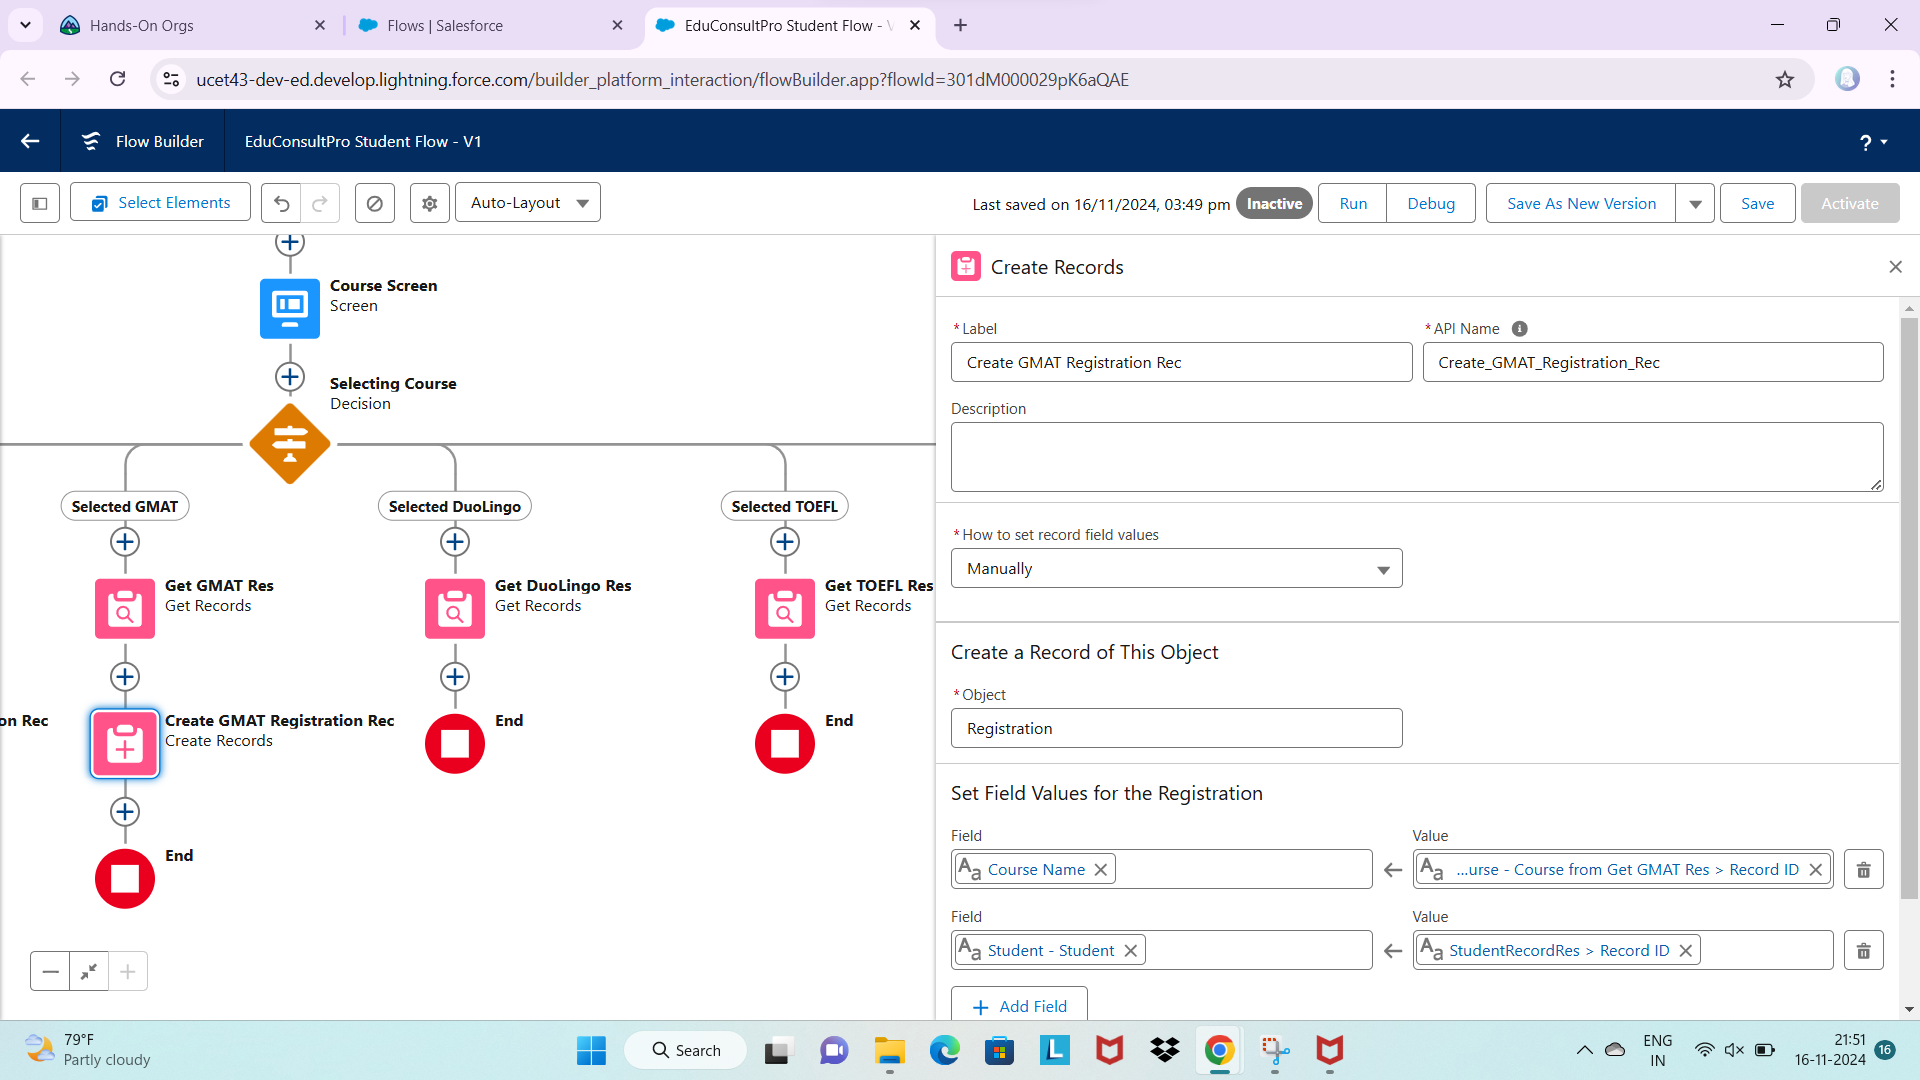 Hands-On Orgs
Flows | Salesforce
EduConsultPro Student Flow - V
ucet43-dev-ed.develop.lightning.force.com/builder_platform_interaction/flowBuilder.app?flowId=301dM000029pK6aQAE
Flow Builder
EduConsultPro Student Flow - V1
?
Select Elements
Auto-Layout
Last saved on 16/11/2024, 03:49 pm
Inactive
Run
Debug
Save As New Version
Save
Activate
Course Screen
Screen
Selecting Course
Decision
Selected GMAT
Selected DuoLingo
Selected TOEFL
Get GMAT Res
Get Records
Get DuoLingo Res
Get Records
Get TOEFL Res
Get Records
on Rec
Create GMAT Registration Rec
Create Records
End
End
End
Create Records
* Label
Create GMAT Registration Rec
* API Name
Create_GMAT_Registration_Rec
Description
* How to set record field values
Manually
Create a Record of This Object
* Object
Registration
Set Field Values for the Registration
Field
Aa Course Name
Value
Aa ...urse - Course from Get GMAT Res > Record ID
Field
Aa Student - Student
Value
Aa StudentRecordRes > Record ID
+ Add Field
79°F
Partly cloudy
Search
ENG
IN
21:51
16-11-2024
16